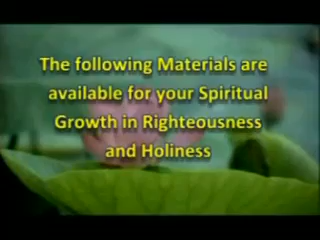 The following Materials are
available for your Spiritual
Growth in Righteousness
and Holiness